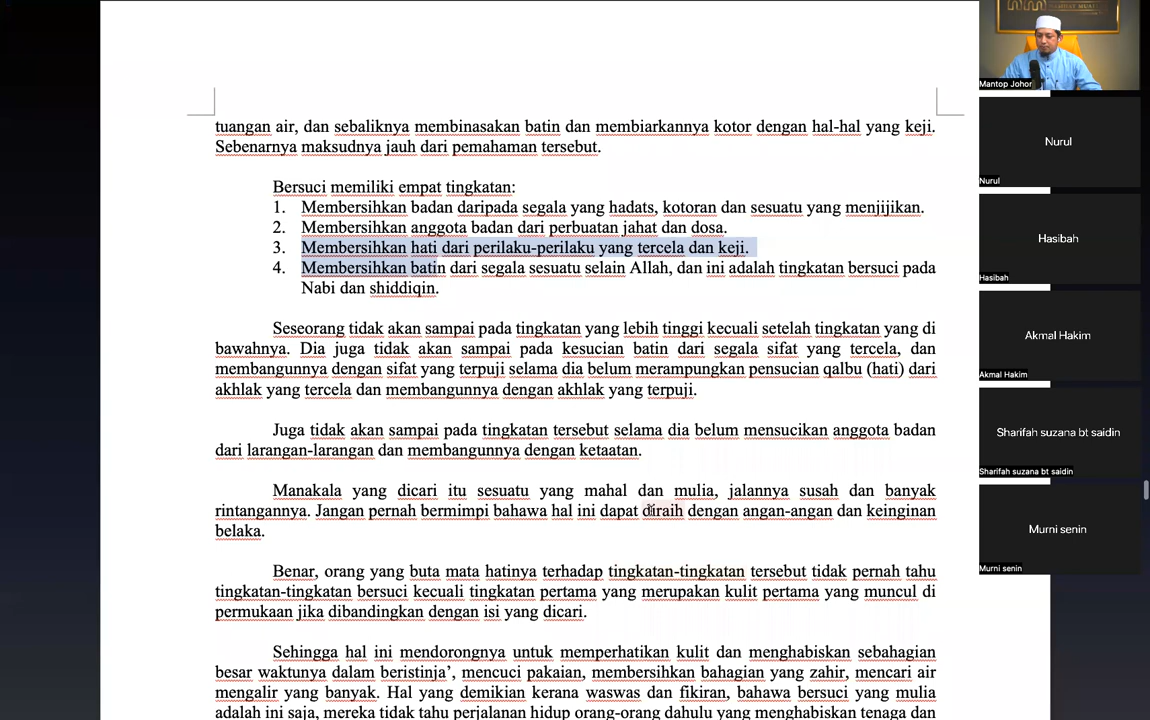 tuangan air, dan sebaliknya membinasakan batin dan membiarkannya kotor dengan hal-hal yang keji.
Sebenarnya maksudnya jauh dari pemahaman tersebut.
Bersuci memiliki empat tingkatan:
1. Membersihkan badan daripada segala yang hadats, kotoran dan sesuatu yang menjijikan.
2. Membersihkan anggota badan dari perbuatan jahat dan dosa.
3. Membersihkan hati dari perilaku-perilaku yang tercela dan keji.
4. Membersihkan batin dari segala sesuatu selain Allah, dan ini adalah tingkatan bersuci pada
Nabi dan shiddiqin.
Seseorang tidak akan sampai pada tingkatan yang lebih tinggi kecuali setelah tingkatan yang di
bawahnya. Dia juga tidak akan sampai pada kesucian batin dari segala sifat yang tercela, dan
membangunnya dengan sifat yang terpuji selama dia belum merampungkan pensucian qalbu (hati) dari
akhlak yang tercela dan membangunnya dengan akhlak yang terpuji.
Juga tidak akan sampai pada tingkatan tersebut selama dia belum mensucikan anggota badan
dari larangan-larangan dan membangunnya dengan ketaatan.
Manakala yang dicari itu sesuatu yang mahal dan mulia, jalannya susah dan banyak
rintangannya. Jangan pernah bermimpi bahawa hal ini dapat diraih dengan angan-angan dan keinginan
belaka.
Benar, orang yang buta mata hatinya terhadap tingkatan-tingkatan tersebut tidak pernah tahu
tingkatan-tingkatan bersuci kecuali tingkatan pertama yang merupakan kulit pertama yang muncul di
permukaan jika dibandingkan dengan isi yang dicari.
Sehingga hal ini mendorongnya untuk memperhatikan kulit dan menghabiskan sebahagian
besar waktunya dalam beristinja', mencuci pakaian, membersihkan bahagian yang zahir, mencari air
mengalir yang banyak. Hal yang demikian kerana waswas dan fikiran, bahawa bersuci yang mulia
adalah ini saja, mereka tidak tahu perjalanan hidup orang-orang dahulu yang menghabiskan tenaga dan
Mantop Johor
Nurul
Nurul
Hasibah
Hasibah
Akmal Hakim
Akmal Hakim
Sharifah suzana bt saidin
Sharifah suzana bt saidin
Murni senin
Murni senin